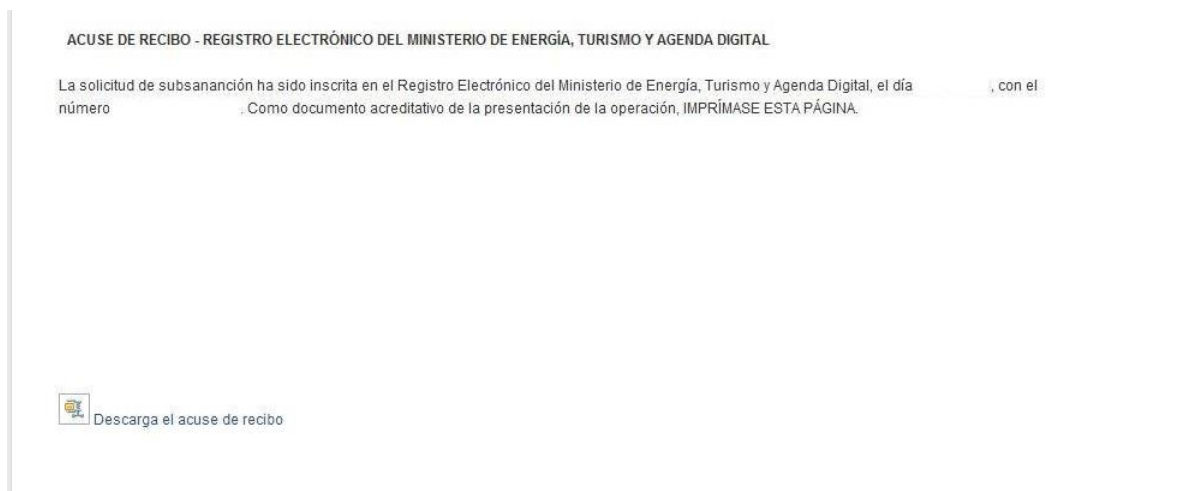 ACUSE DE RECIBO - REGISTRO ELECTRÓNICO DEL MINISTERIO DE ENERGÍA, TURISMO Y AGENDA DIGITAL
La solicitud de subsananción ha sido inscrita en el Registro Electrónico del Ministerio de Energía, Turismo y Agenda Digital, el día , con el
número . Como documento acreditativo de la presentación de la operación, IMPRÍMASE ESTA PÁGINA.
Descarga el acuse de recibo